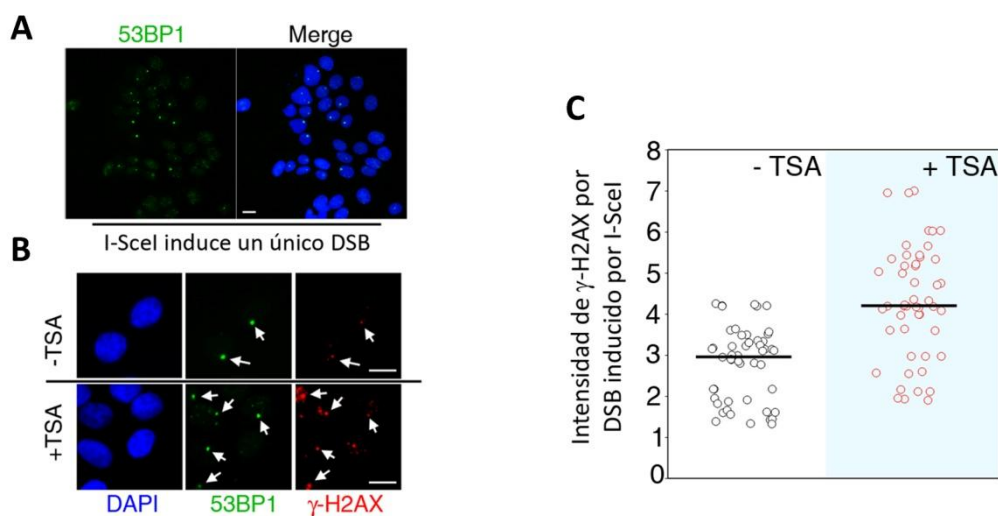 A
53BP1
Merge
I-SceI induce un único DSB
B
-TSA
+TSA
DAPI
53BP1
γ-H2AX
C
Intensidad de γ-H2AX por
DSB inducido por I-SceI
- TSA
+ TSA
8
7
6
5
4
3
2
1
0